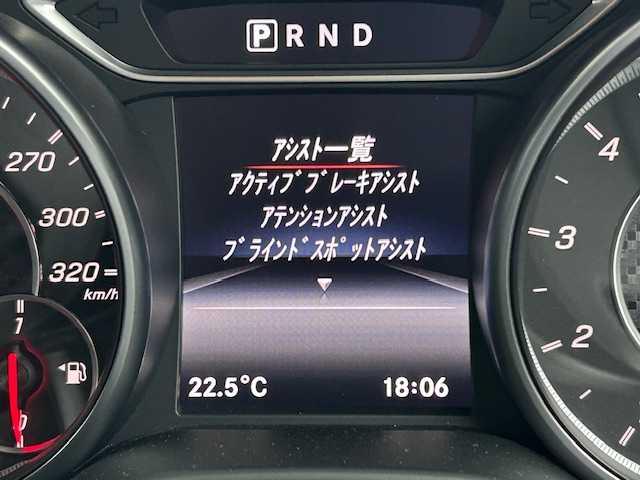 P R N D
アシスト一覧
アクティブブレーキアシスト
アテンションアシスト
ブラインドスポットアシスト
22.5°C
18:06
270
300
320
km/h
1
0
4
3
2